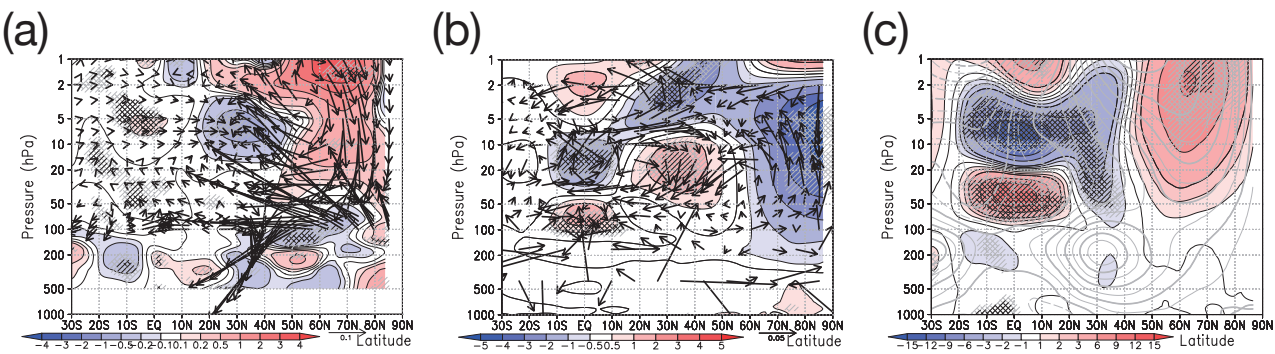 (a)
(b)
(c)
Pressure (hPa)
1
2
5
10
20
50
100
200
500
1000
30S 20S 10S EQ 10N 20N 30N 40N 50N 60N 70N 80N 90N
-4 -3 -2 -1 -0.5 -0.2 -0.1 0.1 0.2 0.5 1 2 3 4
0.1 Latitude
Pressure (hPa)
1
2
5
10
20
50
100
200
500
1000
30S 20S 10S EQ 10N 20N 30N 40N 50N 60N 70N 80N 90N
-5 -4 -3 -2 -1 -0.5 0.5 1 2 3 4 5
0.05 Latitude
Pressure (hPa)
1
2
5
10
20
50
100
200
500
1000
30S 20S 10S EQ 10N 20N 30N 40N 50N 60N 70N 80N 90N
-15 -12 -9 -6 -3 -2 -1 1 2 3 6 9 12 15
Latitude